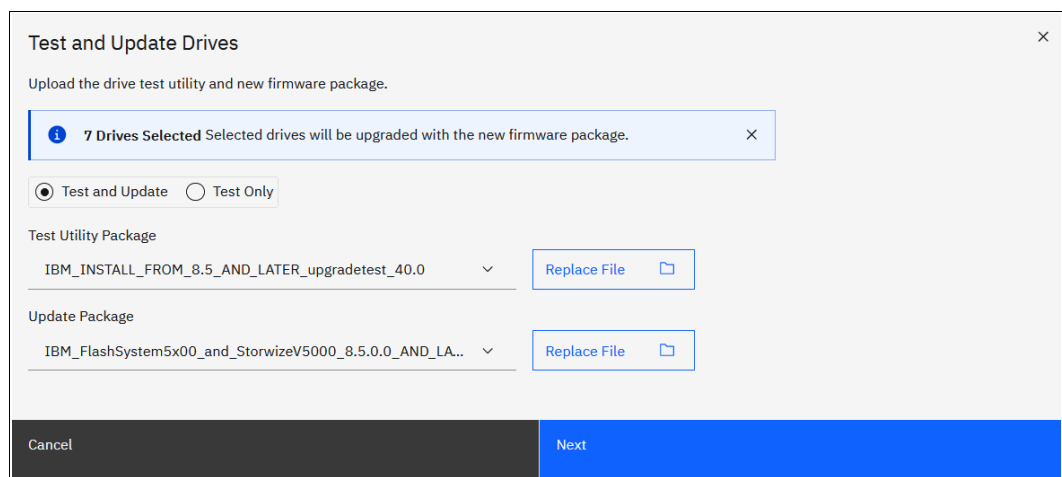 Test and Update Drives
Upload the drive test utility and new firmware package.
7 Drives Selected Selected drives will be upgraded with the new firmware package.
Test and Update Test Only
Test Utility Package
IBM_INSTALL_FROM_8.5_AND_LATER_upgradetest_40.0
Replace File
Update Package
IBM_FlashSystem5x00_and_StorwizeV5000_8.5.0.0_AND_LA...
Replace File
Cancel
Next